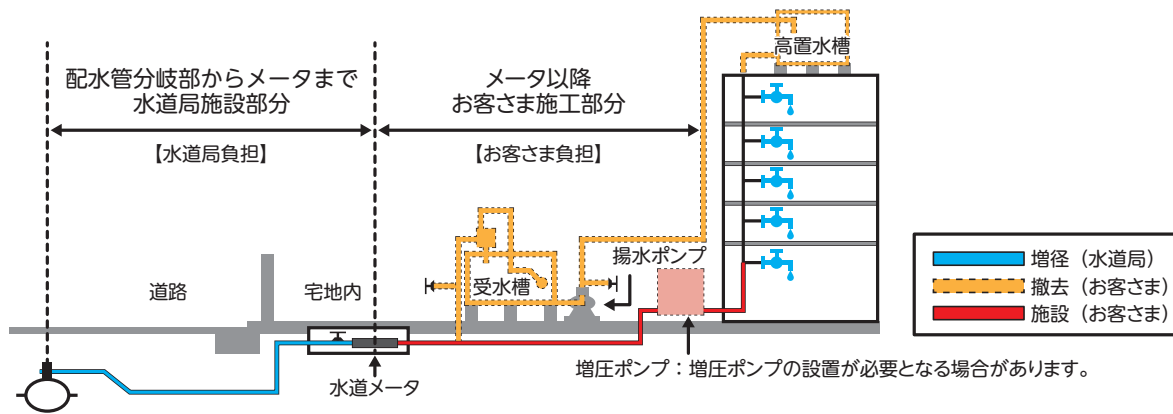 高置水槽
配水管分岐部からメータまで
水道局施設部分
メータ以降
お客さま施工部分
【水道局負担】
【お客さま負担】
揚水ポンプ
道路
宅地内
受水槽
増径（水道局）
撤去（お客さま）
施設（お客さま）
水道メータ
増圧ポンプ：増圧ポンプの設置が必要となる場合があります。